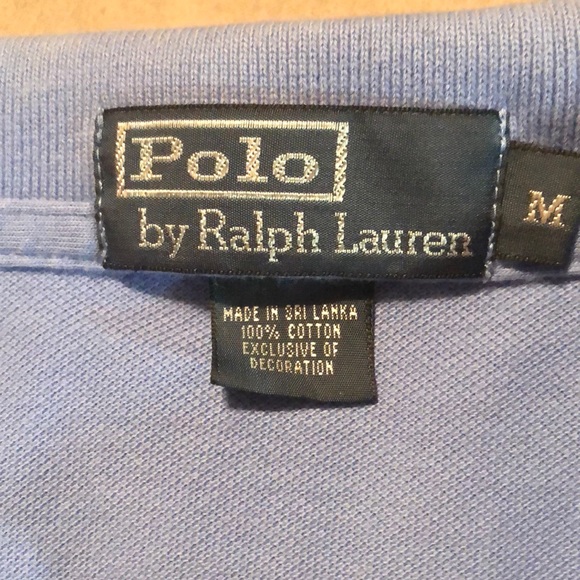 Polo
by Ralph Lauren
M
MADE IN SRI LANKA
100% COTTON
EXCLUSIVE OF
DECORATION